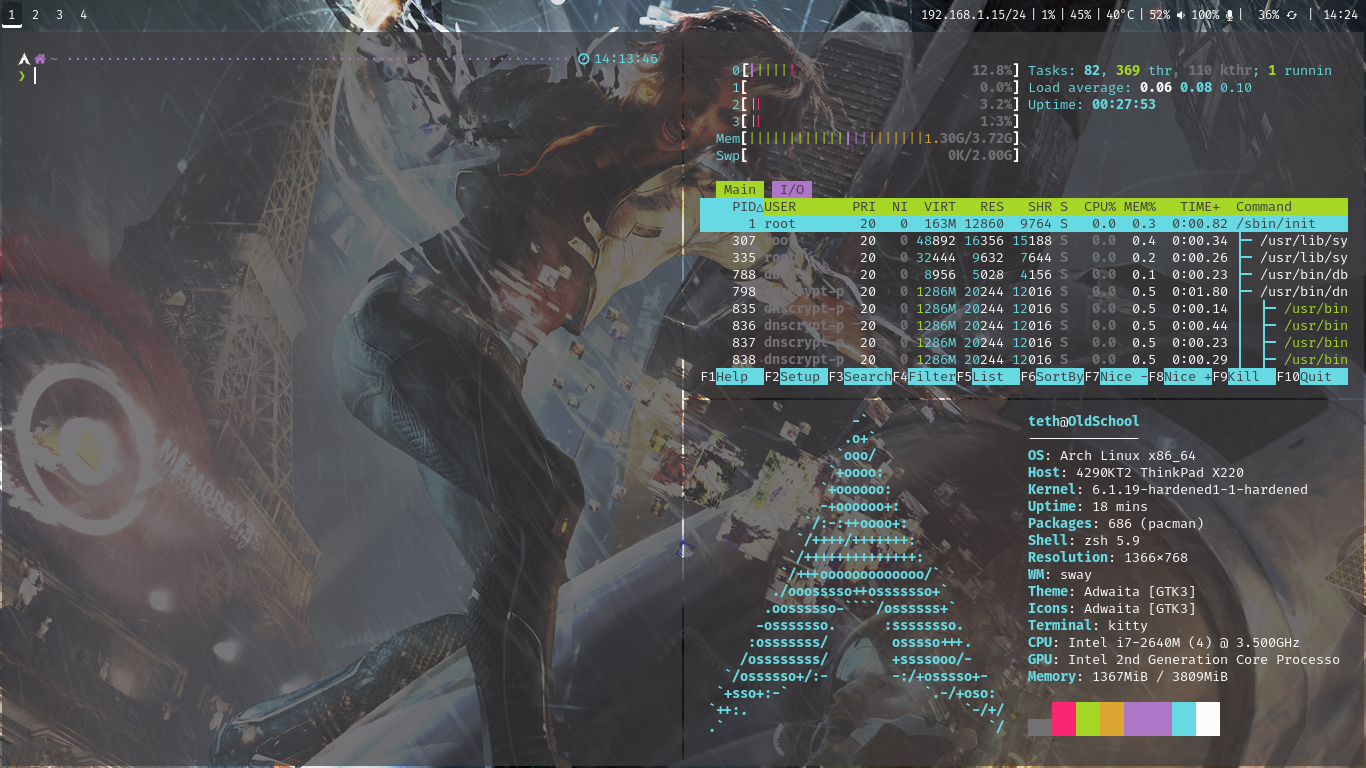 1 2 3 4
192.168.1.15/24 | 1% | 45% | 40°C | 52% 100% | 36% | 14:24
~ 14:13:46
❯
0[||||| 12.8%] Tasks: 82, 369 thr, 110 kthr; 1 runnin
1[ 0.0%] Load average: 0.06 0.08 0.10
2[|| 3.2%] Uptime: 00:27:53
3[|| 1.3%]
Mem[||||||||||||||||||||||1.30G/3.72G]
Swp[ 0K/2.00G]
Main I/O
PID△USER PRI NI VIRT RES SHR S CPU% MEM% TIME+ Command
1 root 20 0 163M 12860 9764 S 0.0 0.3 0:00.82 /sbin/init
307 root 20 0 48892 16356 15188 S 0.0 0.4 0:00.34 ├─ /usr/lib/sy
335 20 0 32444 9632 7644 S 0.0 0.2 0:00.26 ├─ /usr/lib/sy
788 20 0 8956 5028 4156 S 0.0 0.1 0:00.23 ├─ /usr/bin/db
798 dnscrypt-p 20 0 1286M 20244 12016 S 0.0 0.5 0:01.80 ├─ /usr/bin/dn
835 dnscrypt-p 20 0 1286M 20244 12016 S 0.0 0.5 0:00.14 │ ├─ /usr/bin
836 dnscrypt-p 20 0 1286M 20244 12016 S 0.0 0.5 0:00.44 │ ├─ /usr/bin
837 dnscrypt-p 20 0 1286M 20244 12016 S 0.0 0.5 0:00.23 │ ├─ /usr/bin
838 dnscrypt-p 20 0 1286M 20244 12016 S 0.0 0.5 0:00.29 │ ├─ /usr/bin
F1Help F2Setup F3SearchF4FilterF5List F6SortByF7Nice -F8Nice +F9Kill F10Quit
MEMOREYES
teth@OldSchool
OS: Arch Linux x86_64
Host: 4290KT2 ThinkPad X220
Kernel: 6.1.19-hardened1-1-hardened
Uptime: 18 mins
Packages: 686 (pacman)
Shell: zsh 5.9
Resolution: 1366x768
WM: sway
Theme: Adwaita [GTK3]
Icons: Adwaita [GTK3]
Terminal: kitty
CPU: Intel i7-2640M (4) @ 3.500GHz
GPU: Intel 2nd Generation Core Processo
Memory: 1367MiB / 3809MiB